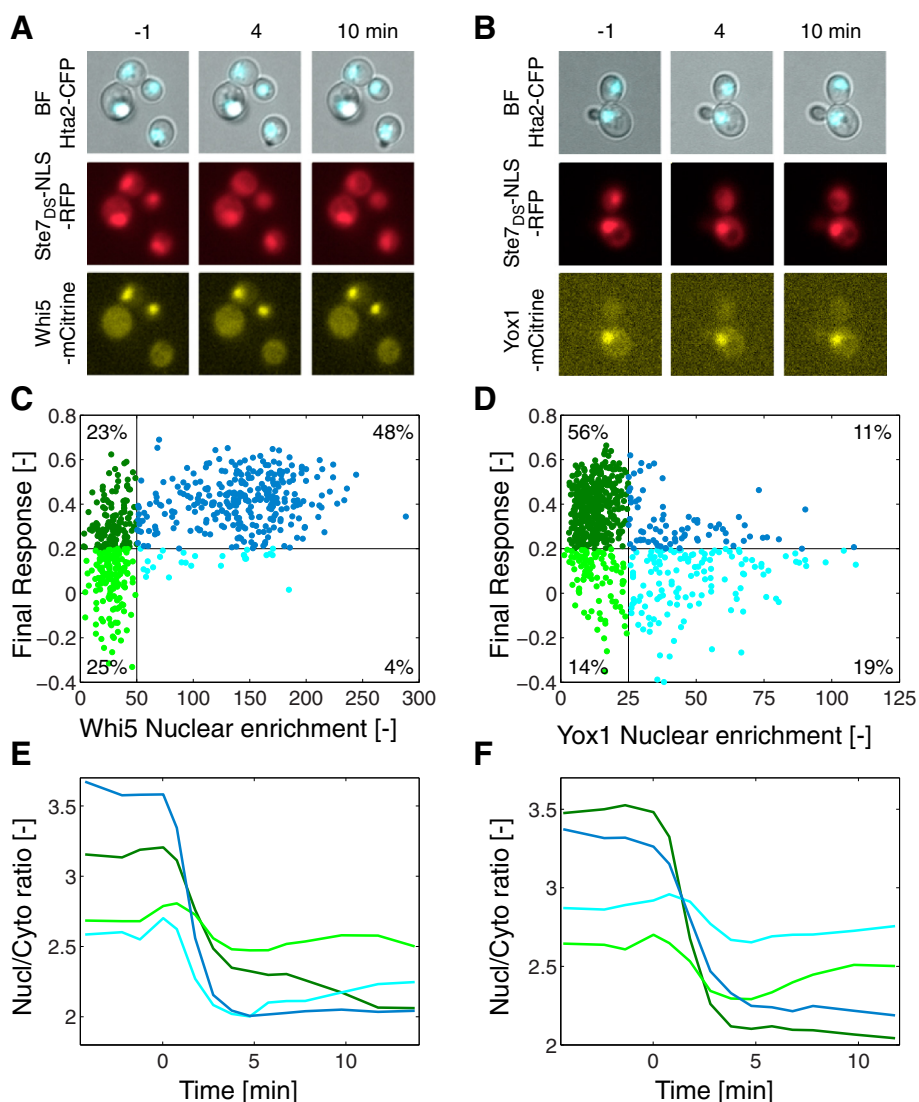 A
-1 4 10 min
BF
Hta2-CFP
Ste7DS-NLS
-RFP
Whi5
-mCitrine
B
-1 4 10 min
BF
Hta2-CFP
Ste7DS-NLS
-RFP
Yox1
-mCitrine
C
Final Response [-]
0.8
0.6
0.4
0.2
0
−0.2
−0.4
23% 48%
25% 4%
0 50 100 150 200 250 300
Whi5 Nuclear enrichment [-]
D
Final Response [-]
0.8
0.6
0.4
0.2
0
−0.2
−0.4
56% 11%
14% 19%
0 25 50 75 100 125
Yox1 Nuclear enrichment [-]
E
Nucl/Cyto ratio [-]
3.5
3
2.5
2
0 5 10
Time [min]
F
Nucl/Cyto ratio [-]
3.5
3
2.5
2
0 5 10
Time [min]